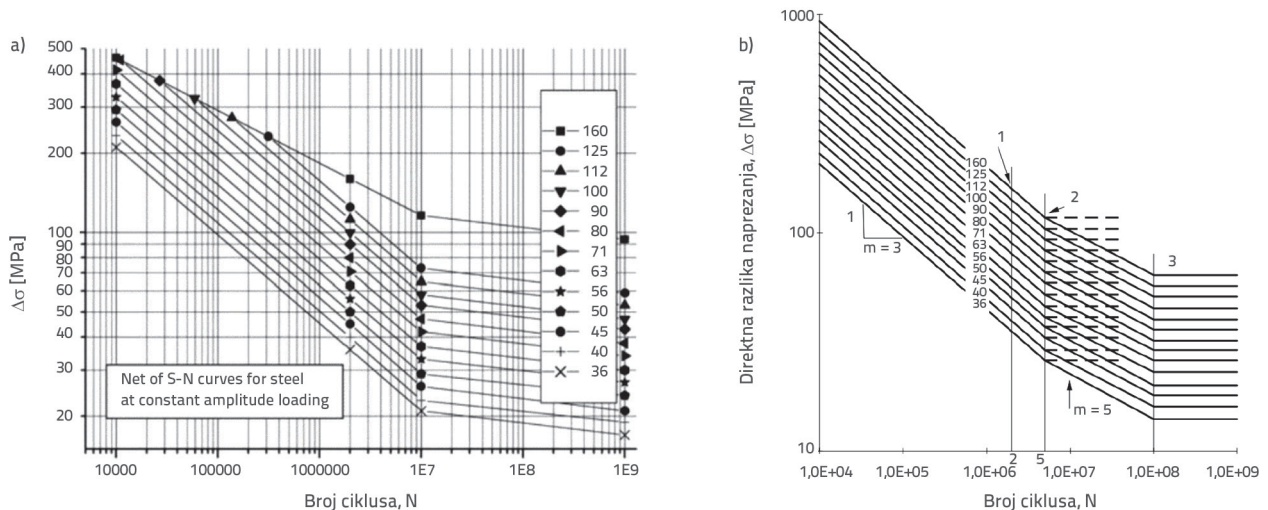 a)
Δσ [MPa]
500
400
300
200
100
90
80
70
60
50
40
30
20
160
125
112
100
90
80
71
63
56
50
45
40
36
Net of S-N curves for steel
at constant amplitude loading
10000
100000
1000000
1E7
1E8
1E9
Broj ciklusa, N
b)
Direktna razlika naprezanja, Δσ [MPa]
1000
100
10
160
125
112
100
90
80
71
63
56
50
45
40
36
1
2
3
1
m = 3
m = 5
2
5
1,0E+04
1,0E+05
1,0E+06
1,0E+07
1,0E+08
1,0E+09
Broj ciklusa, N